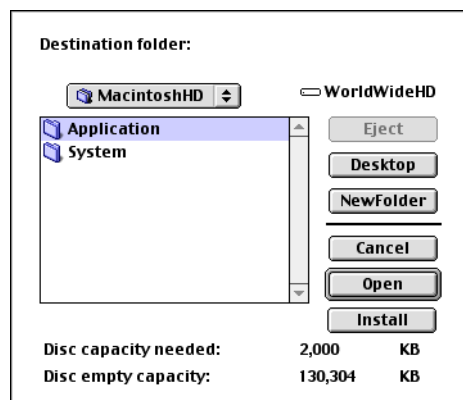 Destination folder:
MacintoshHD
WorldWideHD
Application
System
Eject
Desktop
NewFolder
Cancel
Open
Install
Disc capacity needed: 2,000 KB
Disc empty capacity: 130,304 KB